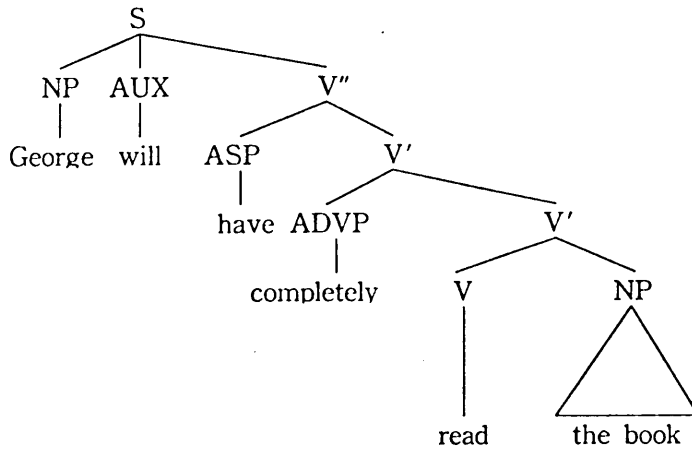 S
NP AUX V″
George will ASP V′
have ADVP V′
completely V NP
read the book